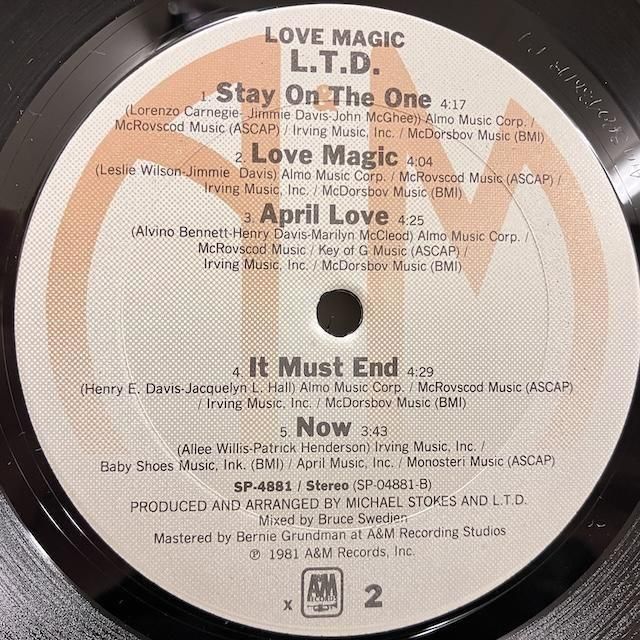 LOVE MAGIC
L.T.D.
1. Stay On The One 4:17
(Lorenzo Carnegie- Jimmie Davis-John McGhee)) Almo Music Corp. /
McRovscod Music (ASCAP) / Irving Music, Inc. / McDorsbov Music (BMI)
2. Love Magic 4:04
(Leslie Wilson-Jimmie Davis) Almo Music Corp. / McRovscod Music (ASCAP) /
Irving Music, Inc. / McDorsbov Music (BMI)
3. April Love 4:25
(Alvino Bennett-Henry Davis-Marilyn McCleod) Almo Music Corp. /
McRovscod Music / Key of G Music (ASCAP) /
Irving Music, Inc. / McDorsbov Music (BMI)
4. It Must End 4:29
(Henry E. Davis-Jacquelyn L. Hall) Almo Music Corp. / McRovscod Music (ASCAP)
/ Irving Music, Inc. / McDorsbov Music (BMI)
5. Now 3:43
(Allee Willis-Patrick Henderson) Irving Music, Inc. /
Baby Shoes Music, Ink. (BMI) / April Music, Inc. / Monosteri Music (ASCAP)
SP-4881 / Stereo (SP-04881-B)
PRODUCED AND ARRANGED BY MICHAEL STOKES AND L.T.D.
Mixed by Bruce Swedien
Mastered by Bernie Grundman at A&M Recording Studios
℗ 1981 A&M Records, Inc.
x A&M RECORDS 2